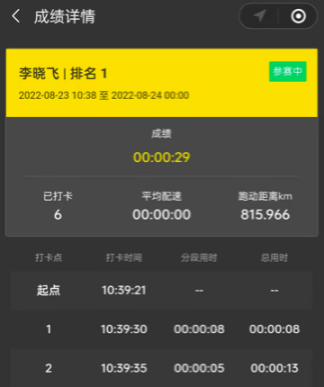 成绩详情
李晓飞 | 排名 1
参赛中
2022-08-23 10:38 至 2022-08-24 00:00
成绩
00:00:29
已打卡 平均配速 跑动距离km
6 00:00:00 815.966
打卡点 打卡时间 分段用时 总用时
起点 10:39:21 -- --
1 10:39:30 00:00:08 00:00:08
2 10:39:35 00:00:05 00:00:13